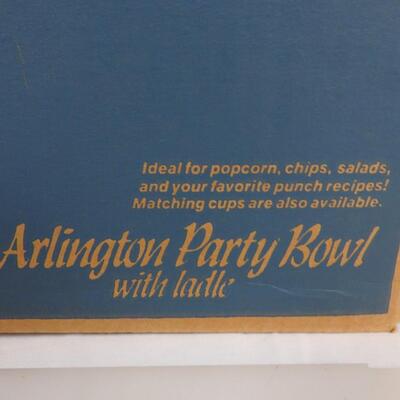 Ideal for popcorn, chips, salads,
and your favorite punch recipes!
Matching cups are also available.
Arlington Party Bowl
with ladle